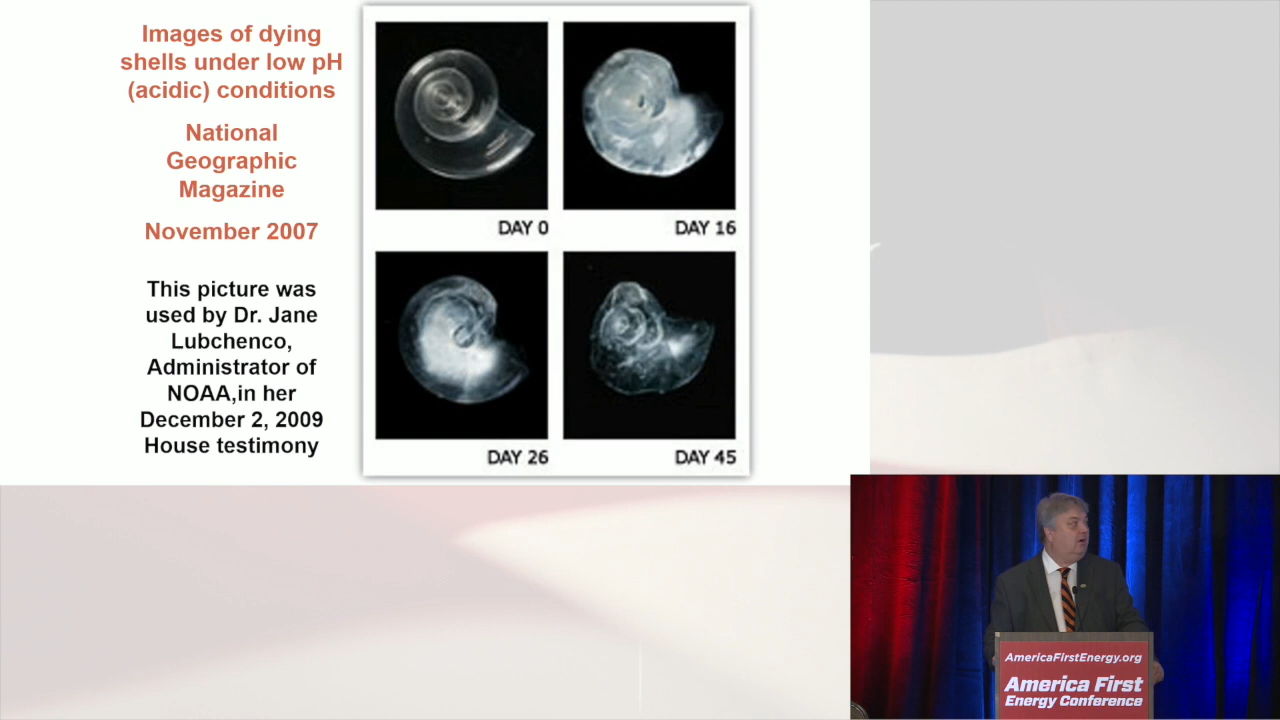 Images of dying
shells under low pH
(acidic) conditions
National
Geographic
Magazine
November 2007
This picture was
used by Dr. Jane
Lubchenco,
Administrator of
NOAA,in her
December 2, 2009
House testimony
DAY 0
DAY 16
DAY 26
DAY 45
AmericaFirstEnergy.org
America First
Energy Conference